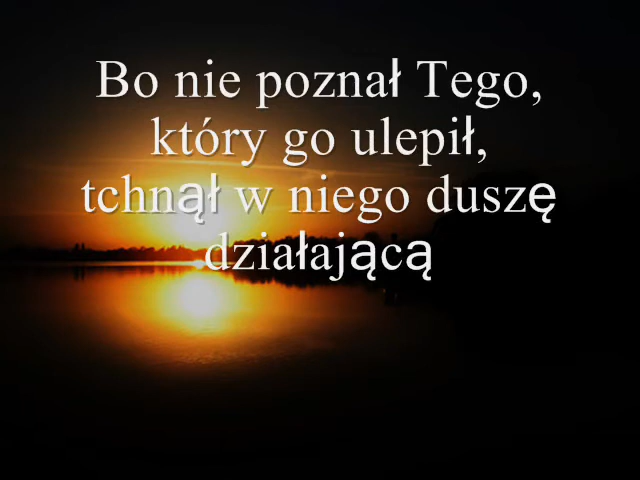 Bo nie poznał Tego,
który go ulepił,
tchnął w niego duszę
działającą